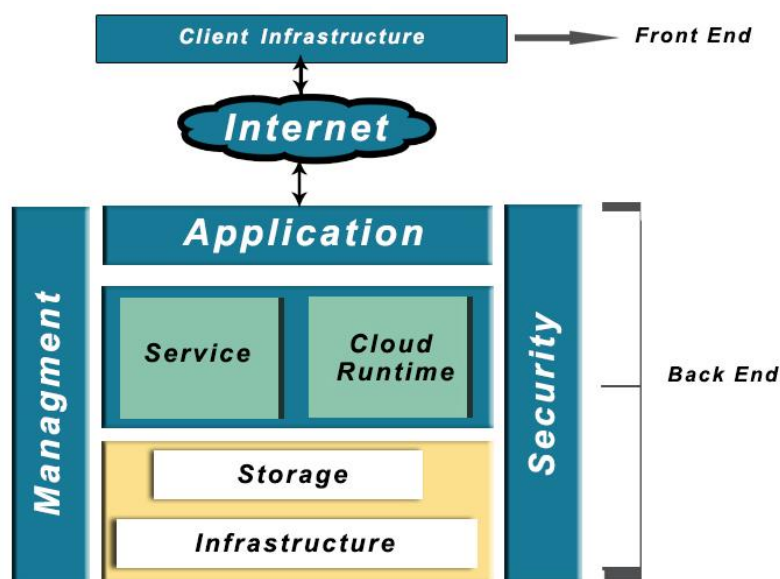 Client Infrastructure
Front End
Internet
Application
Managment
Service
Cloud
Runtime
Security
Back End
Storage
Infrastructure